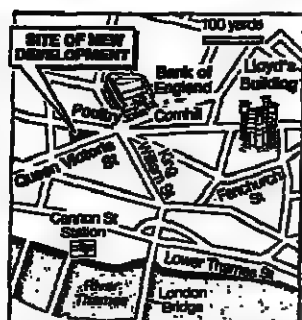 100 yards
SITE OF NEW
DEVELOPMENT
Bank of
England
Lloyd's
Building
Poultry
Cornhill
Queen Victoria
St
King
William St
Fenchurch
St
Cannon St
Station
Lower Thames St
River
Thames
London
Bridge